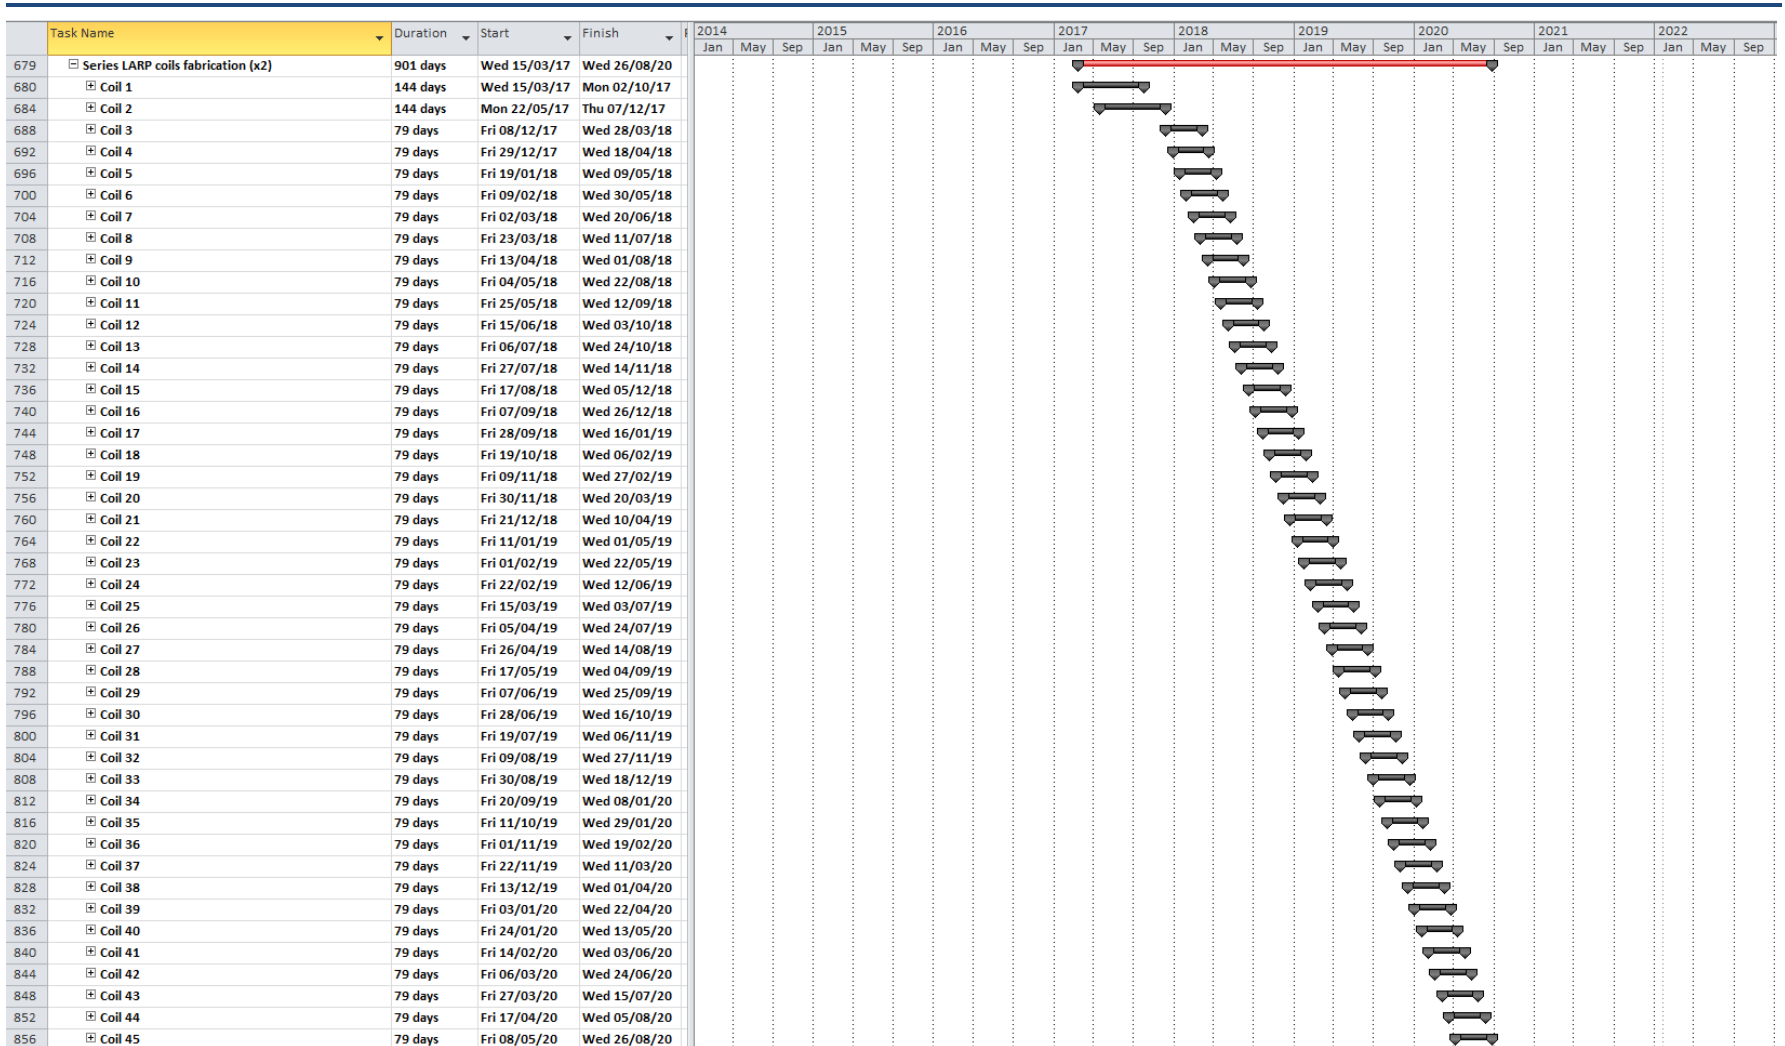 Task Name Duration Start Finish 2014 2015 2016 2017 2018 2019 2020 2021 2022
Jan May Sep Jan May Sep Jan May Sep Jan May Sep Jan May Sep Jan May Sep Jan May Sep Jan May Sep Jan May Sep
679 Series LARP coils fabrication (x2) 901 days Wed 15/03/17 Wed 26/08/20
680 Coil 1 144 days Wed 15/03/17 Mon 02/10/17
684 Coil 2 144 days Mon 22/05/17 Thu 07/12/17
688 Coil 3 79 days Fri 08/12/17 Wed 28/03/18
692 Coil 4 79 days Fri 29/12/17 Wed 18/04/18
696 Coil 5 79 days Fri 19/01/18 Wed 09/05/18
700 Coil 6 79 days Fri 09/02/18 Wed 30/05/18
704 Coil 7 79 days Fri 02/03/18 Wed 20/06/18
708 Coil 8 79 days Fri 23/03/18 Wed 11/07/18
712 Coil 9 79 days Fri 13/04/18 Wed 01/08/18
716 Coil 10 79 days Fri 04/05/18 Wed 22/08/18
720 Coil 11 79 days Fri 25/05/18 Wed 12/09/18
724 Coil 12 79 days Fri 15/06/18 Wed 03/10/18
728 Coil 13 79 days Fri 06/07/18 Wed 24/10/18
732 Coil 14 79 days Fri 27/07/18 Wed 14/11/18
736 Coil 15 79 days Fri 17/08/18 Wed 05/12/18
740 Coil 16 79 days Fri 07/09/18 Wed 26/12/18
744 Coil 17 79 days Fri 28/09/18 Wed 16/01/19
748 Coil 18 79 days Fri 19/10/18 Wed 06/02/19
752 Coil 19 79 days Fri 09/11/18 Wed 27/02/19
756 Coil 20 79 days Fri 30/11/18 Wed 20/03/19
760 Coil 21 79 days Fri 21/12/18 Wed 10/04/19
764 Coil 22 79 days Fri 11/01/19 Wed 01/05/19
768 Coil 23 79 days Fri 01/02/19 Wed 22/05/19
772 Coil 24 79 days Fri 22/02/19 Wed 12/06/19
776 Coil 25 79 days Fri 15/03/19 Wed 03/07/19
780 Coil 26 79 days Fri 05/04/19 Wed 24/07/19
784 Coil 27 79 days Fri 26/04/19 Wed 14/08/19
788 Coil 28 79 days Fri 17/05/19 Wed 04/09/19
792 Coil 29 79 days Fri 07/06/19 Wed 25/09/19
796 Coil 30 79 days Fri 28/06/19 Wed 16/10/19
800 Coil 31 79 days Fri 19/07/19 Wed 06/11/19
804 Coil 32 79 days Fri 09/08/19 Wed 27/11/19
808 Coil 33 79 days Fri 30/08/19 Wed 18/12/19
812 Coil 34 79 days Fri 20/09/19 Wed 08/01/20
816 Coil 35 79 days Fri 11/10/19 Wed 29/01/20
820 Coil 36 79 days Fri 01/11/19 Wed 19/02/20
824 Coil 37 79 days Fri 22/11/19 Wed 11/03/20
828 Coil 38 79 days Fri 13/12/19 Wed 01/04/20
832 Coil 39 79 days Fri 03/01/20 Wed 22/04/20
836 Coil 40 79 days Fri 24/01/20 Wed 13/05/20
840 Coil 41 79 days Fri 14/02/20 Wed 03/06/20
844 Coil 42 79 days Fri 06/03/20 Wed 24/06/20
848 Coil 43 79 days Fri 27/03/20 Wed 15/07/20
852 Coil 44 79 days Fri 17/04/20 Wed 05/08/20
856 Coil 45 79 days Fri 08/05/20 Wed 26/08/20